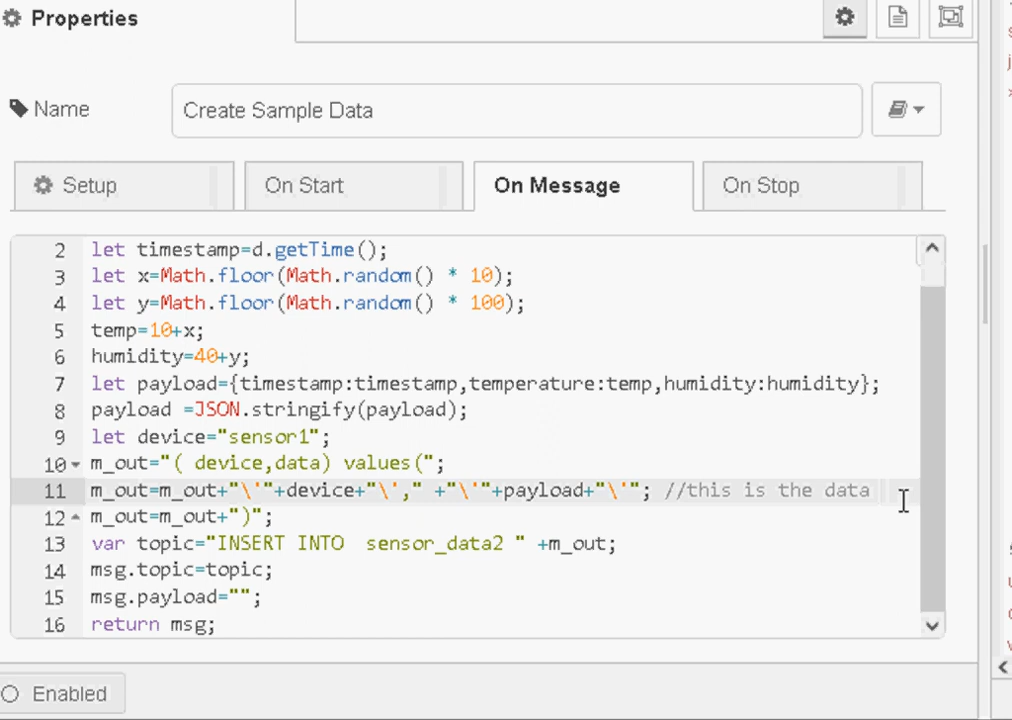 Properties
Name
Create Sample Data
Setup
On Start
On Message
On Stop
2 let timestamp=d.getTime();
3 let x=Math.floor(Math.random() * 10);
4 let y=Math.floor(Math.random() * 100);
5 temp=10+x;
6 humidity=40+y;
7 let payload={timestamp:timestamp,temperature:temp,humidity:humidity};
8 payload =JSON.stringify(payload);
9 let device="sensor1";
10 m_out="( device,data) values(";
11 m_out=m_out+"\'"+device+"\'," +"\'"+payload+"\'"; //this is the data
12 m_out=m_out+")";
13 var topic="INSERT INTO  sensor_data2 " +m_out;
14 msg.topic=topic;
15 msg.payload="";
16 return msg;
Enabled